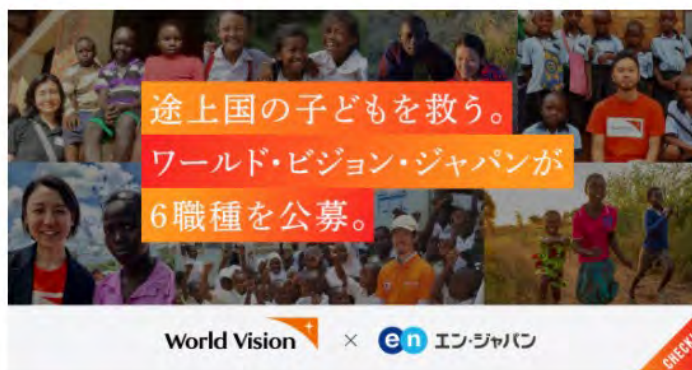 途上国の子どもを救う。
ワールド・ビジョン・ジャパンが
6職種を公募。
World Vision × en エン・ジャパン
CHECK!